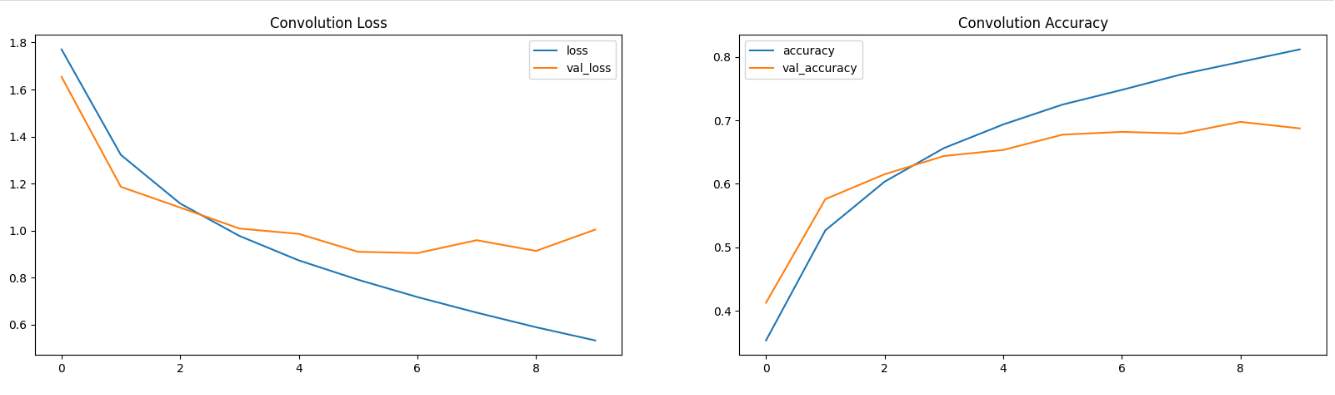 Convolution Loss
1.8
1.6
1.4
1.2
1.0
0.8
0.6
0 2 4 6 8
loss
val_loss
Convolution Accuracy
0.8
0.7
0.6
0.5
0.4
0 2 4 6 8
accuracy
val_accuracy